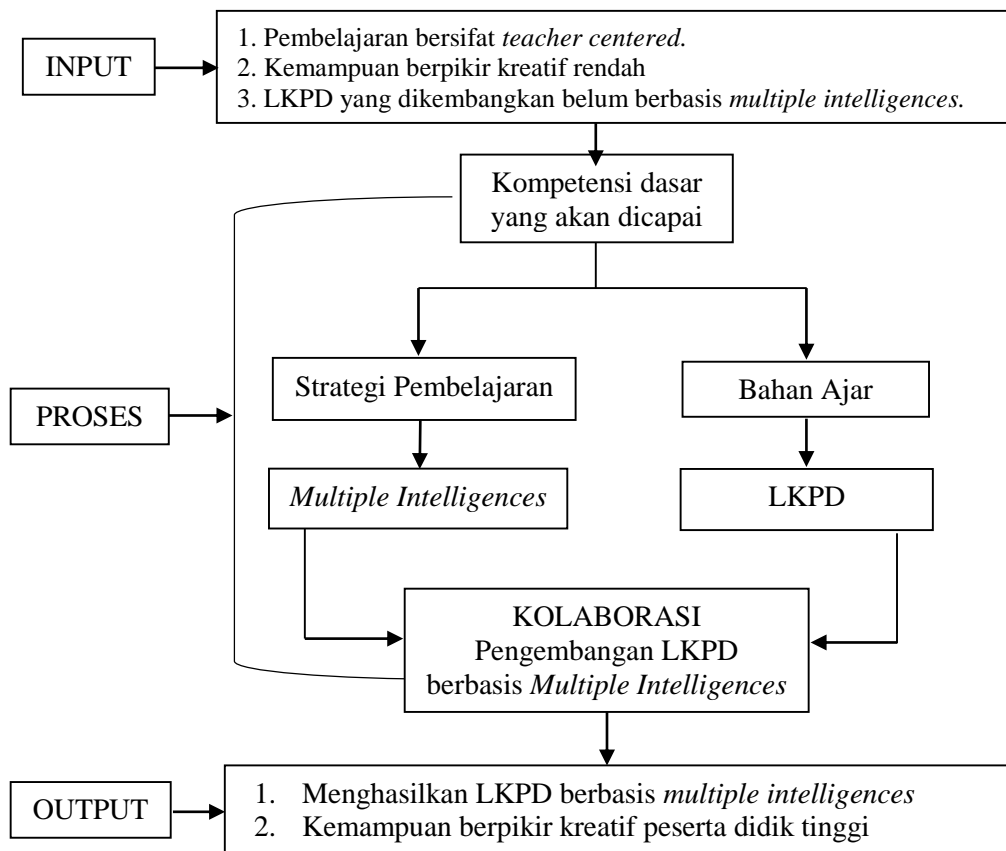 INPUT
1. Pembelajaran bersifat teacher centered.
2. Kemampuan berpikir kreatif rendah
3. LKPD yang dikembangkan belum berbasis multiple intelligences.
Kompetensi dasar
yang akan dicapai
PROSES
Strategi Pembelajaran
Bahan Ajar
Multiple Intelligences
LKPD
KOLABORASI
Pengembangan LKPD
berbasis Multiple Intelligences
OUTPUT
1. Menghasilkan LKPD berbasis multiple intelligences
2. Kemampuan berpikir kreatif peserta didik tinggi